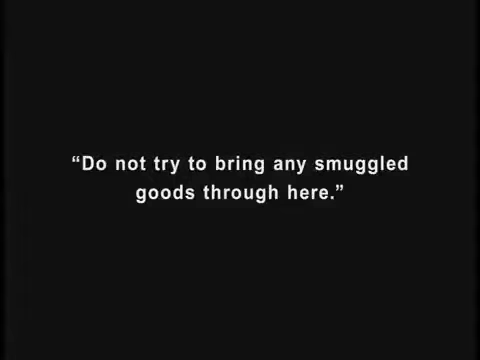 “Do not try to bring any smuggled
goods through here.”